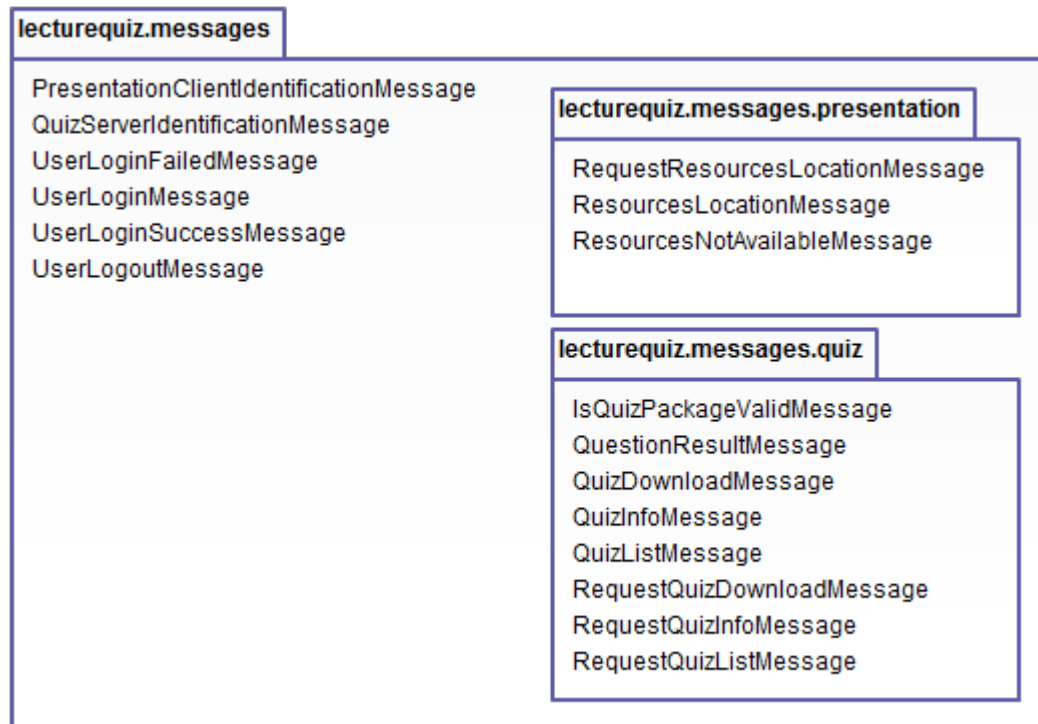 lecturequiz.messages
PresentationClientIdentificationMessage
QuizServerIdentificationMessage
UserLoginFailedMessage
UserLoginMessage
UserLoginSuccessMessage
UserLogoutMessage
lecturequiz.messages.presentation
RequestResourcesLocationMessage
ResourcesLocationMessage
ResourcesNotAvailableMessage
lecturequiz.messages.quiz
IsQuizPackageValidMessage
QuestionResultMessage
QuizDownloadMessage
QuizInfoMessage
QuizListMessage
RequestQuizDownloadMessage
RequestQuizInfoMessage
RequestQuizListMessage